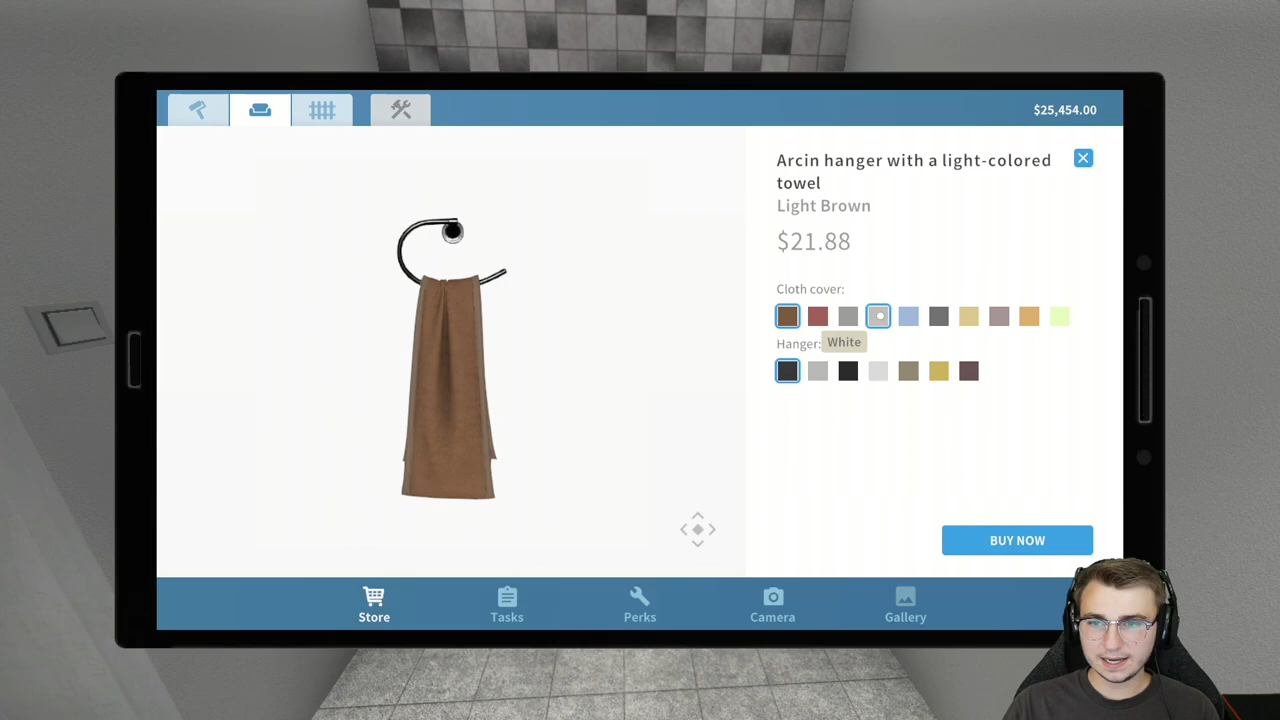 $25,454.00
Arcin hanger with a light-colored
towel
Light Brown
$21.88
Cloth cover:
White
Hanger:
BUY NOW
Store
Tasks
Perks
Camera
Gallery